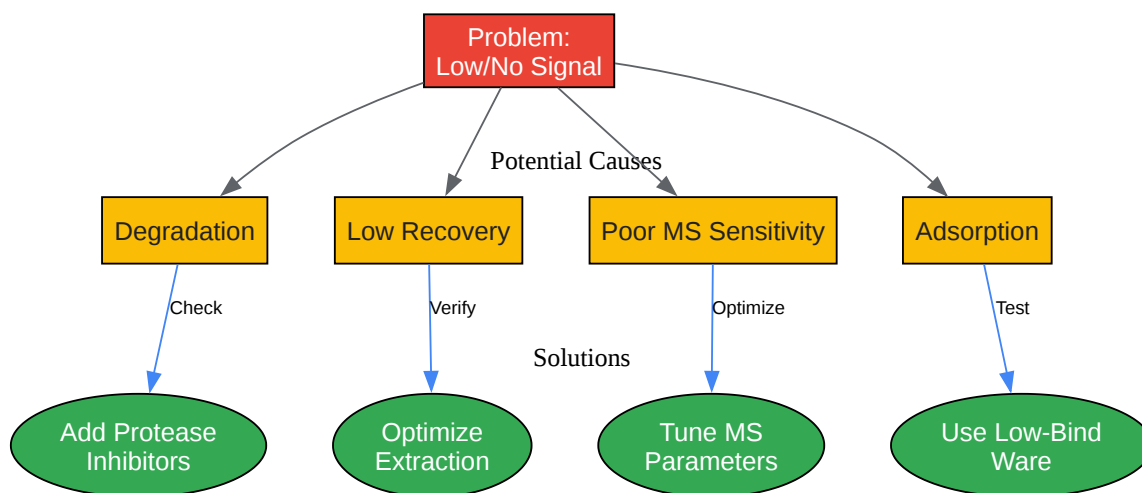 Problem:
Low/No Signal
Potential Causes
Degradation
Low Recovery
Poor MS Sensitivity
Adsorption
Check
Verify
Optimize
Test
Solutions
Add Protease
Inhibitors
Optimize
Extraction
Tune MS
Parameters
Use Low-Bind
Ware